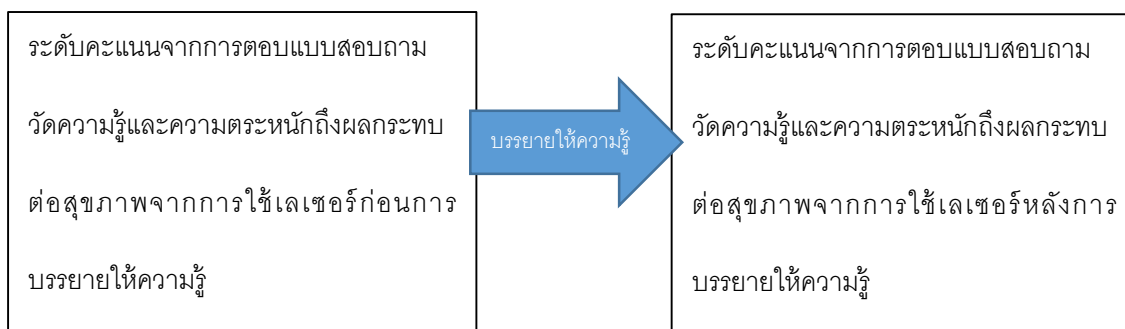 ระดับคะแนนจากการตอบแบบสอบถาม
วัดความรู้และความตระหนักถึงผลกระทบ
ต่อสุขภาพจากการใช้เลเซอร์ก่อนการ
บรรยายให้ความรู้
บรรยายให้ความรู้
ระดับคะแนนจากการตอบแบบสอบถาม
วัดความรู้และความตระหนักถึงผลกระทบ
ต่อสุขภาพจากการใช้เลเซอร์หลังการ
บรรยายให้ความรู้